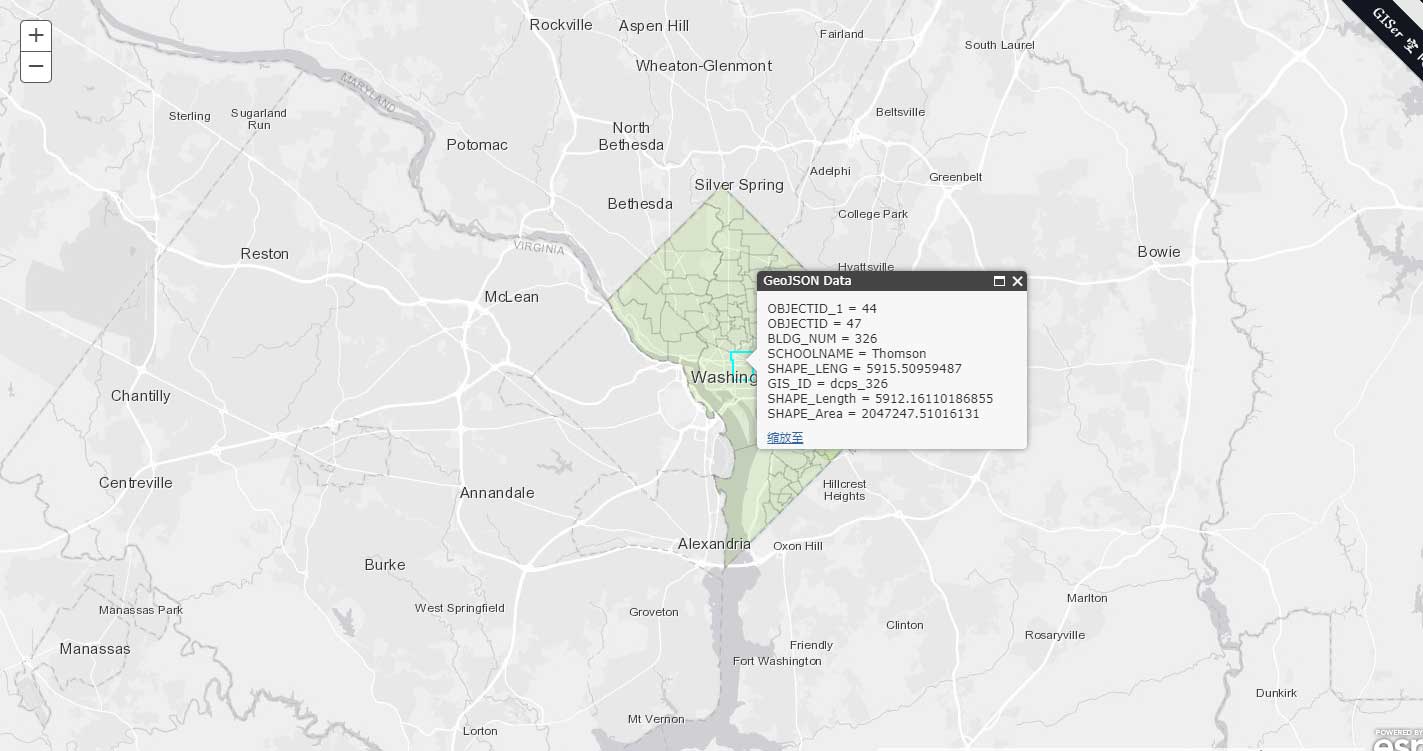 +
−
Rockville
Aspen Hill
Fairland
South Laurel
GISer 空
Wheaton-Glenmont
MARYLAND
Sterling
Sugarland
Run
Beltsville
North
Bethesda
Potomac
Adelphi
Greenbelt
Silver Spring
Bethesda
College Park
VIRGINIA
Reston
Bowie
Hyattsville
McLean
GeoJSON Data
OBJECTID_1 = 44
OBJECTID = 47
BLDG_NUM = 326
SCHOOLNAME = Thomson
SHAPE_LENG = 5915.50959487
GIS_ID = dcps_326
SHAPE_Length = 5912.16110186855
SHAPE_Area = 2047247.51016131
缩放至
Washing
Chantilly
Centreville
Annandale
Hillcrest
Heights
Alexandria
Oxon Hill
Burke
West Springfield
Manassas Park
Groveton
Marlton
Clinton
Rosaryville
Friendly
Manassas
Fort Washington
Dunkirk
Mt Vernon
Lorton
POWERED BY
esri